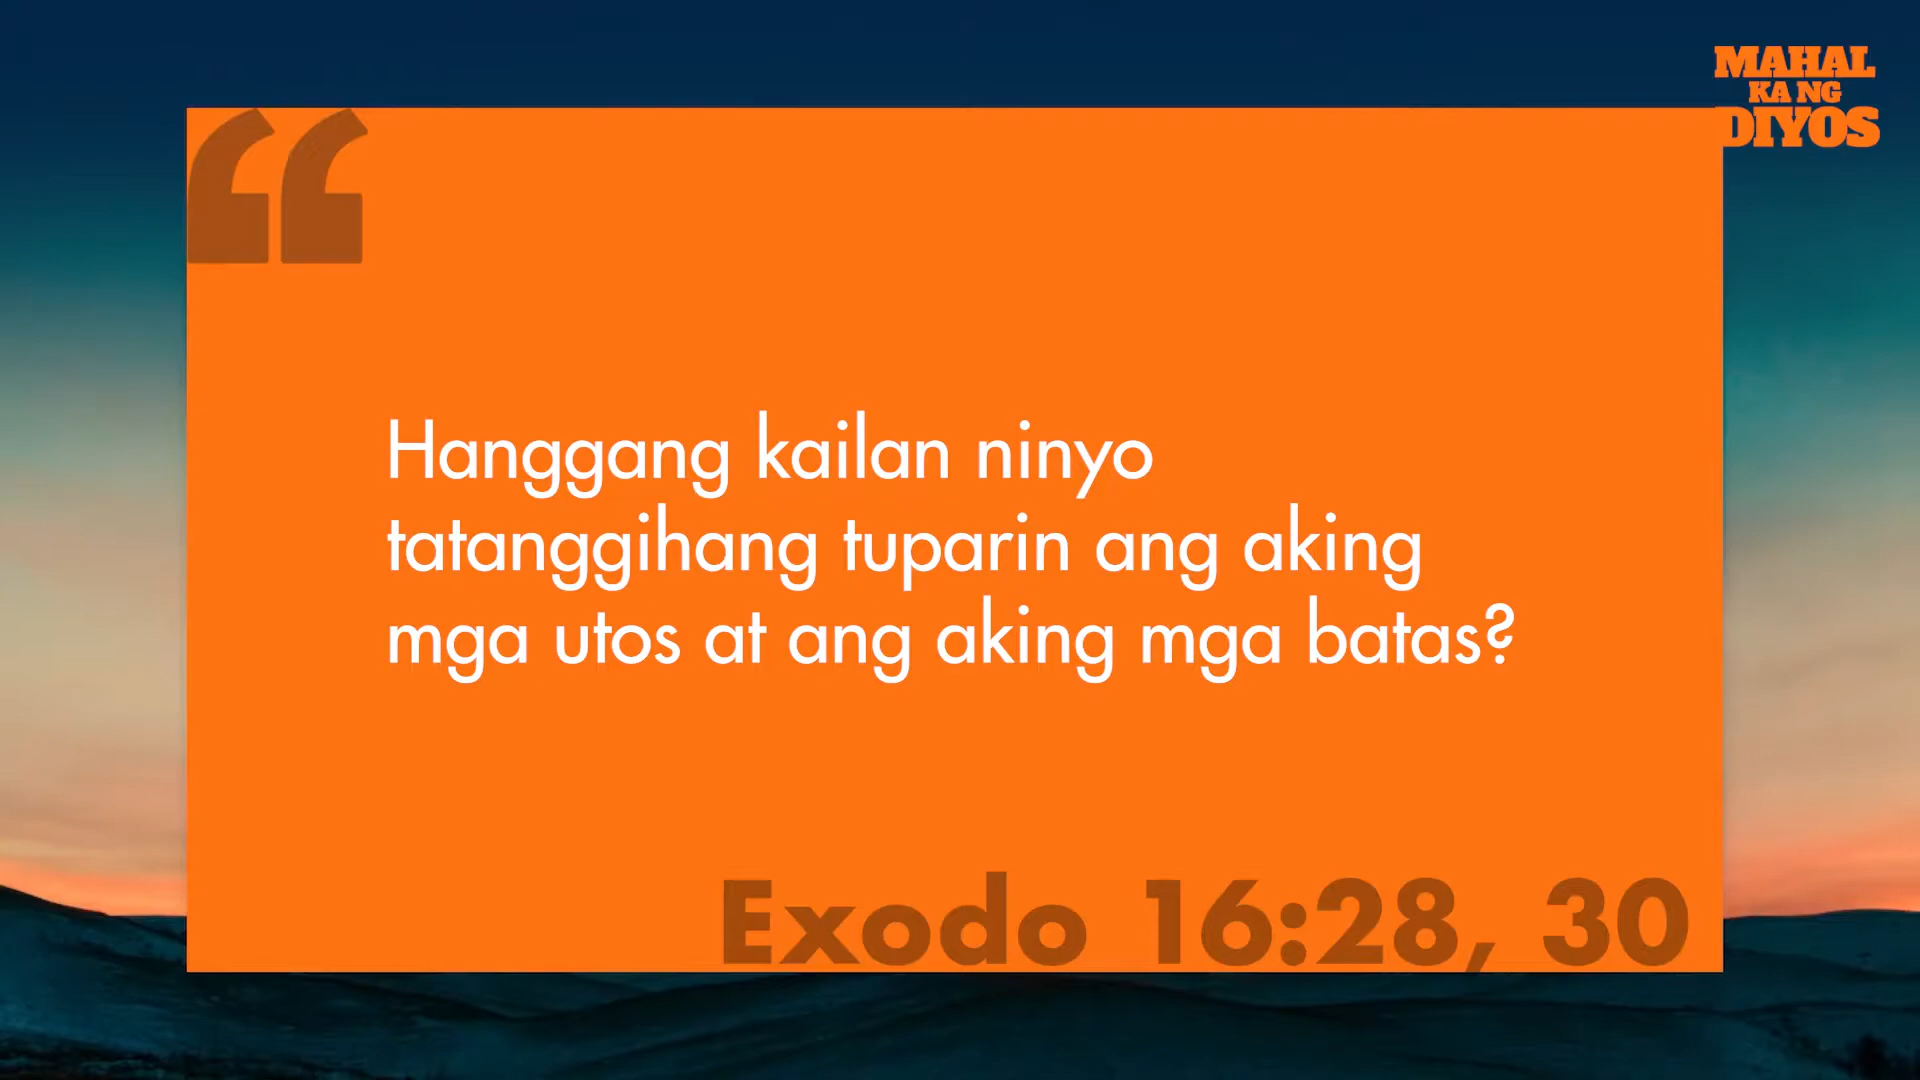 MAHAL
KA NG
DIYOS
Hanggang kailan ninyo
tatanggihang tuparin ang aking
mga utos at ang aking mga batas?
Exodo 16:28, 30